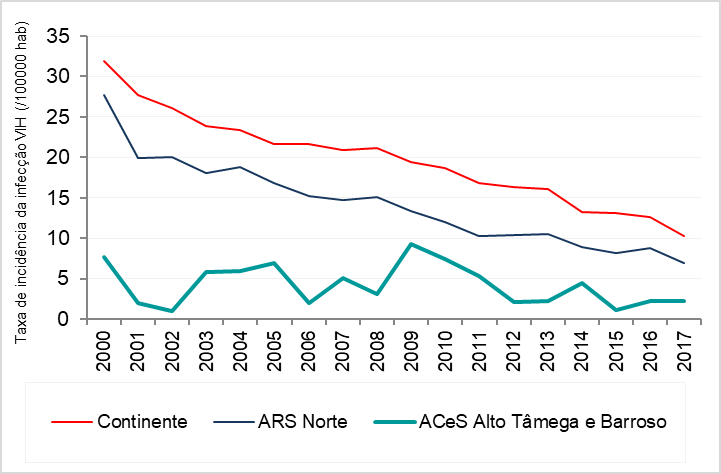 Taxa de incidência da infecção VIH (/100000 hab)
35
30
25
20
15
10
5
0
2000 2001 2002 2003 2004 2005 2006 2007 2008 2009 2010 2011 2012 2013 2014 2015 2016 2017
Continente ARS Norte ACeS Alto Tâmega e Barroso